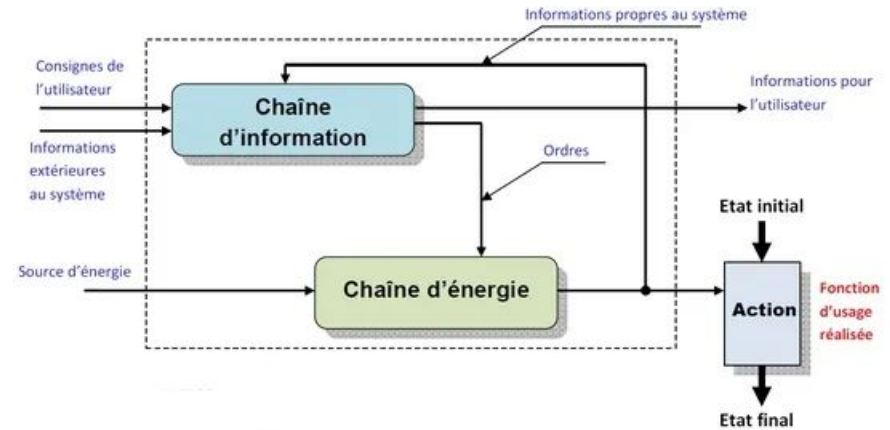 Informations propres au système
Consignes de
l'utilisateur
Chaîne
d'information
Informations pour
l'utilisateur
Informations
extérieures
au système
Ordres
Etat initial
Source d'énergie
Chaîne d'énergie
Action
Fonction
d'usage
réalisée
Etat final